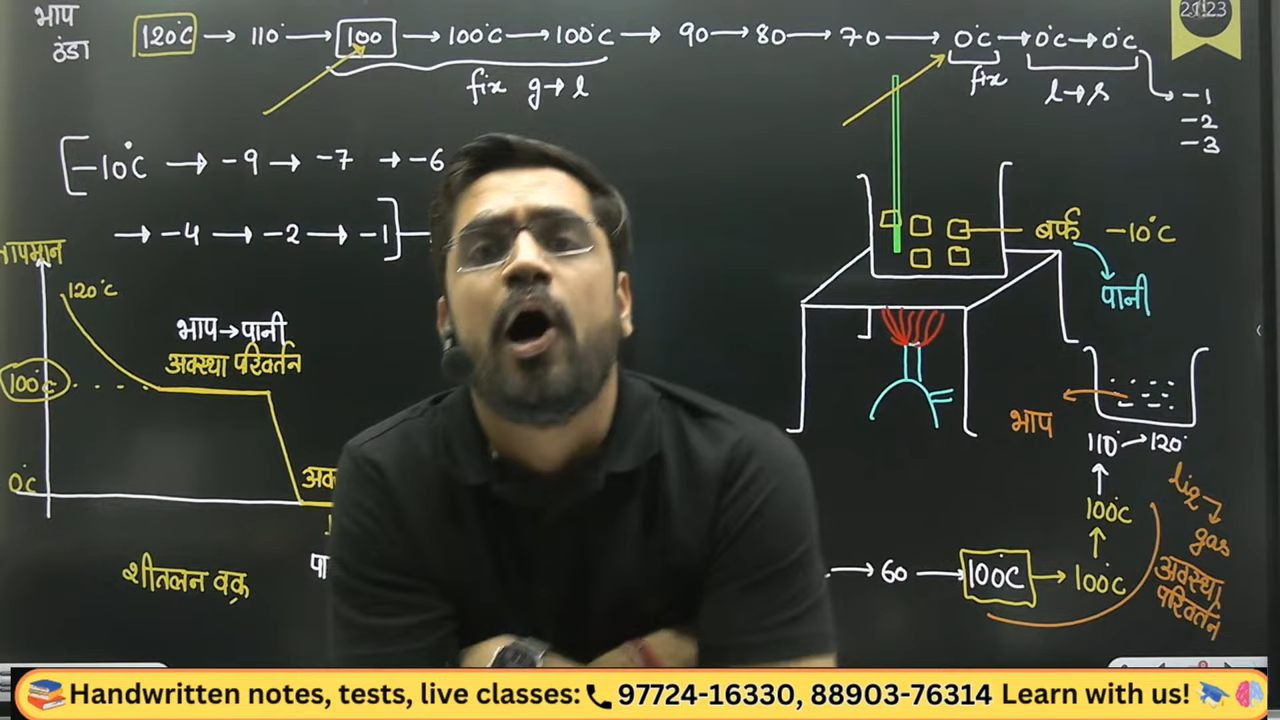 21:23
भाप
ठंडा
120°C → 110° → 100 → 100°C → 100°C → 90 → 80 → 70 → 0°C → 0°C → 0°C
fix g→l
fix
l→s
-1
-2
-3
-10°C → -9 → -7 → -6
→ -4 → -2 → -1
तापमान
120°C
भाप→पानी
अवस्था परिवर्तन
100°C
0°C
अव
पा
शीतलन वक्र
बर्फ -10°C
पानी
भाप
110° → 120°
100°C
→ 60 → 100°C → 100°C
liq → gas
अवस्था
परिवर्तन
Handwritten notes, tests, live classes: 97724-16330, 88903-76314 Learn with us!